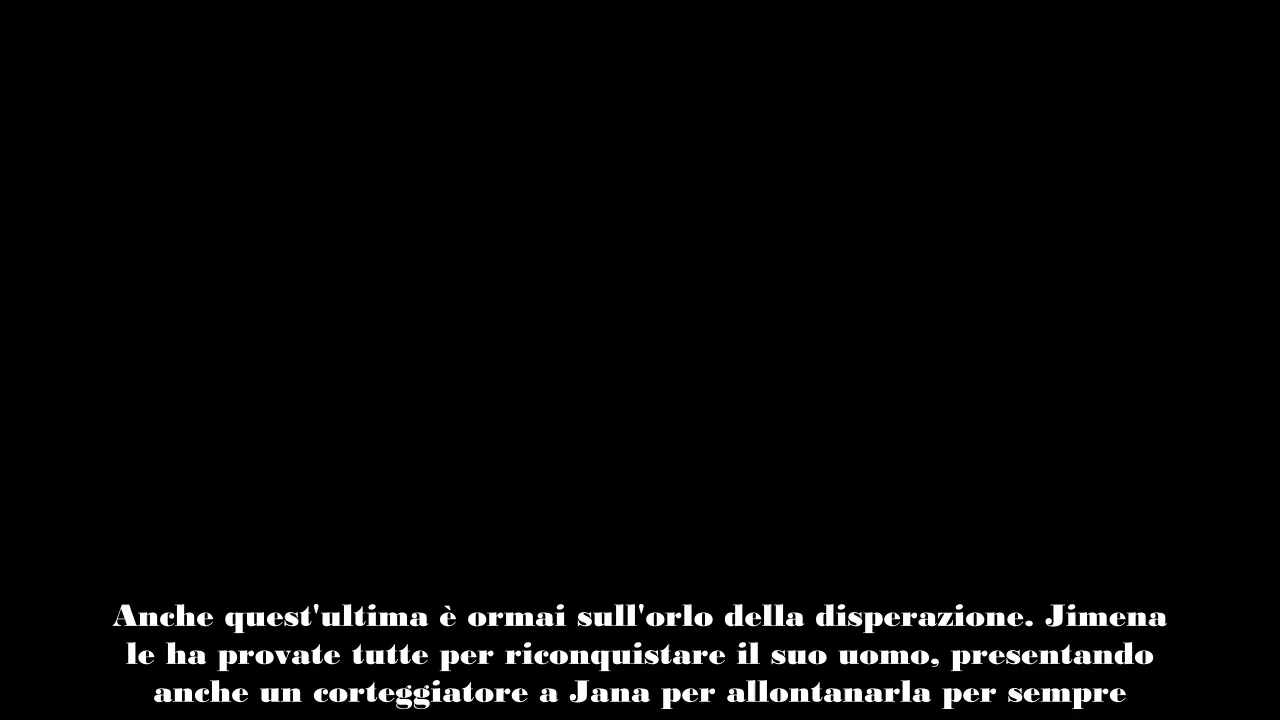 Anche quest'ultima è ormai sull'orlo della disperazione. Jimena
le ha provate tutte per riconquistare il suo uomo, presentando
anche un corteggiatore a Jana per allontanarla per sempre